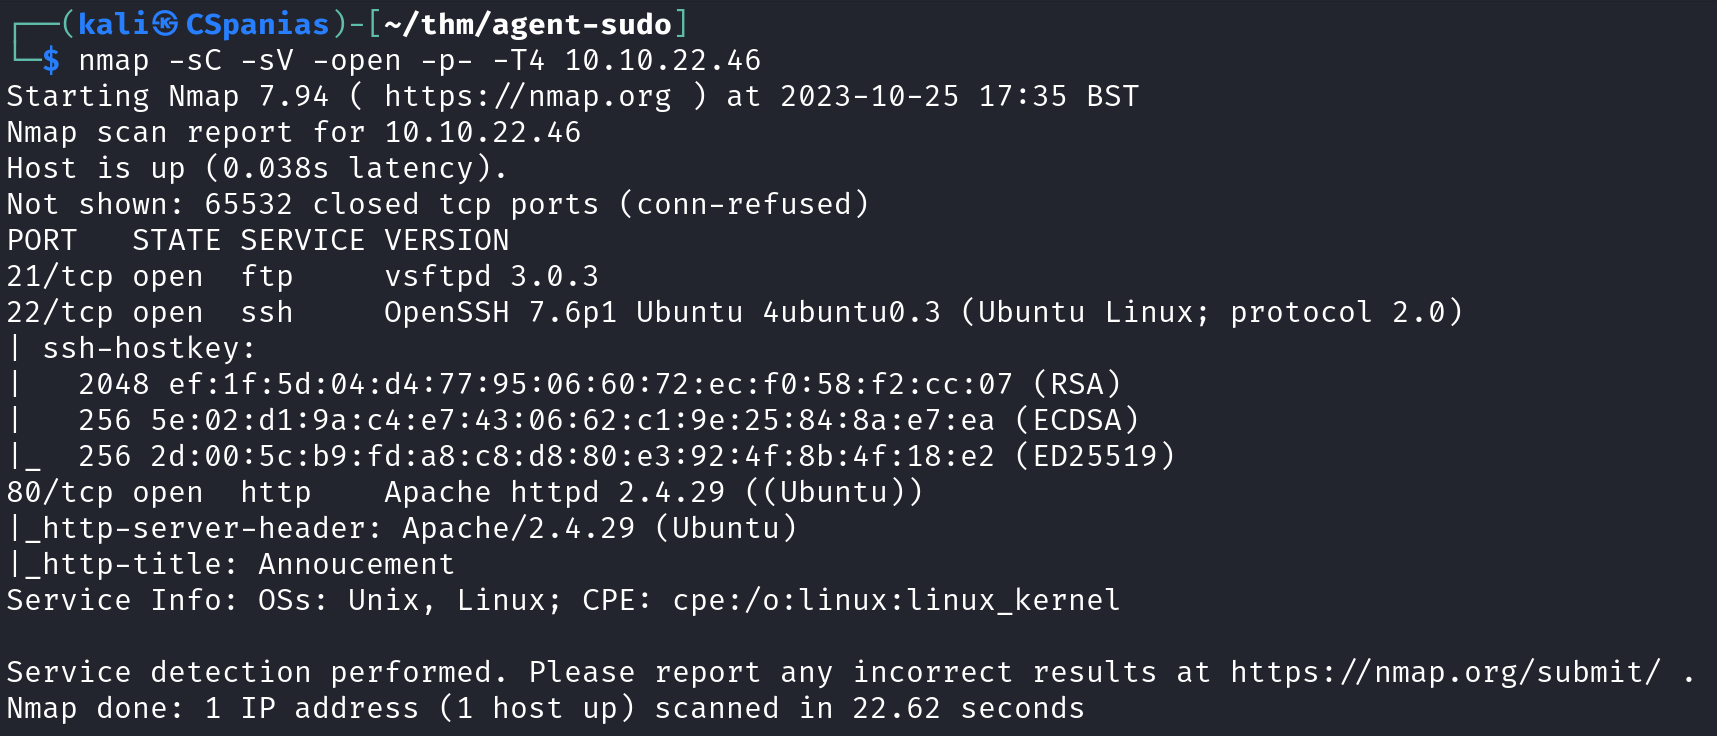 ┌──(kali㉿CSpanias)-[~/thm/agent-sudo]
└─$ nmap -sC -sV -open -p- -T4 10.10.22.46
Starting Nmap 7.94 ( https://nmap.org ) at 2023-10-25 17:35 BST
Nmap scan report for 10.10.22.46
Host is up (0.038s latency).
Not shown: 65532 closed tcp ports (conn-refused)
PORT   STATE SERVICE VERSION
21/tcp open  ftp     vsftpd 3.0.3
22/tcp open  ssh     OpenSSH 7.6p1 Ubuntu 4ubuntu0.3 (Ubuntu Linux; protocol 2.0)
| ssh-hostkey:
|   2048 ef:1f:5d:04:d4:77:95:06:60:72:ec:f0:58:f2:cc:07 (RSA)
|   256 5e:02:d1:9a:c4:e7:43:06:62:c1:9e:25:84:8a:e7:ea (ECDSA)
|_  256 2d:00:5c:b9:fd:a8:c8:d8:80:e3:92:4f:8b:4f:18:e2 (ED25519)
80/tcp open  http    Apache httpd 2.4.29 ((Ubuntu))
|_http-server-header: Apache/2.4.29 (Ubuntu)
|_http-title: Annoucement
Service Info: OSs: Unix, Linux; CPE: cpe:/o:linux:linux_kernel

Service detection performed. Please report any incorrect results at https://nmap.org/submit/ .
Nmap done: 1 IP address (1 host up) scanned in 22.62 seconds